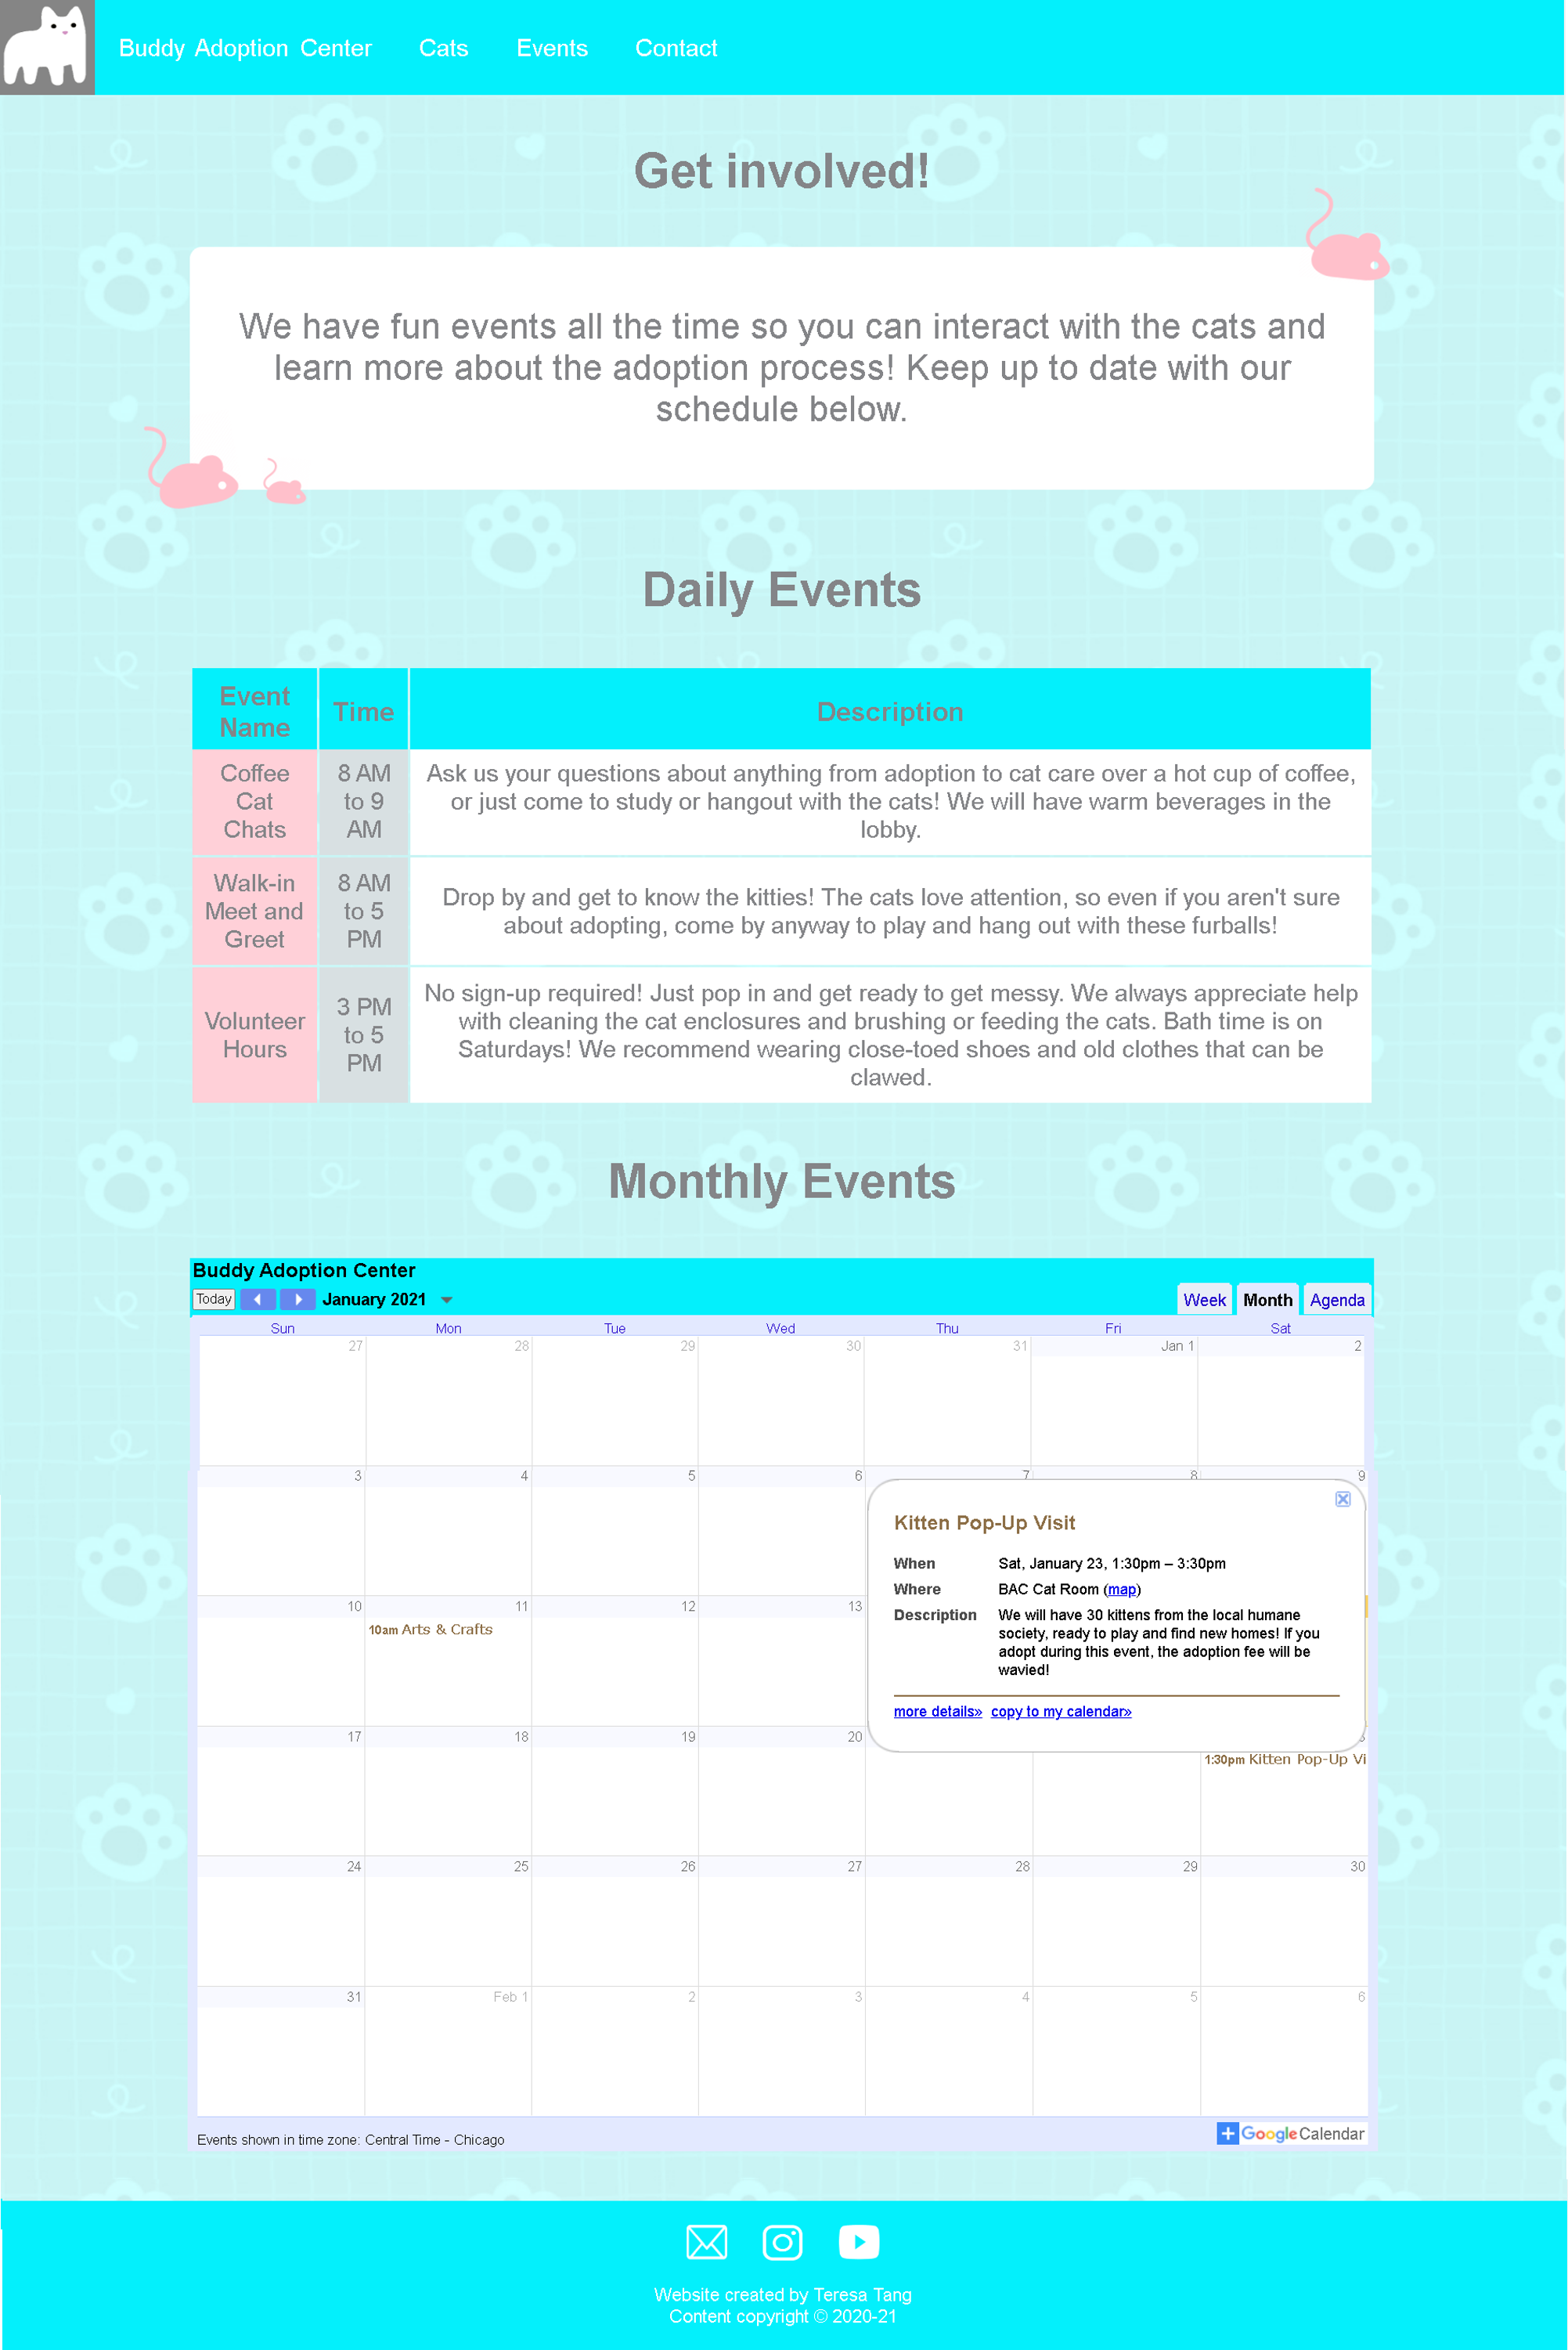 Buddy Adoption Center Cats Events Contact
Get involved!
We have fun events all the time so you can interact with the cats and
learn more about the adoption process! Keep up to date with our
schedule below.
Daily Events
Event
Name
Time
Description
Coffee
Cat
Chats
8 AM
to 9
AM
Ask us your questions about anything from adoption to cat care over a hot cup of coffee,
or just come to study or hangout with the cats! We will have warm beverages in the
lobby.
Walk-in
Meet and
Greet
8 AM
to 5
PM
Drop by and get to know the kitties! The cats love attention, so even if you aren't sure
about adopting, come by anyway to play and hang out with these furballs!
Volunteer
Hours
3 PM
to 5
PM
No sign-up required! Just pop in and get ready to get messy. We always appreciate help
with cleaning the cat enclosures and brushing or feeding the cats. Bath time is on
Saturdays! We recommend wearing close-toed shoes and old clothes that can be
clawed.
Monthly Events
Buddy Adoption Center
Today January 2021 Week Month Agenda
Sun Mon Tue Wed Thu Fri Sat
27 28 29 30 31 Jan 1 2
3 4 5 6 7 8 9
Kitten Pop-Up Visit
When Sat, January 23, 1:30pm – 3:30pm
Where BAC Cat Room (map)
Description We will have 30 kittens from the local humane
society, ready to play and find new homes! If you
adopt during this event, the adoption fee will be
wavied!
more details» copy to my calendar»
10 11 12 13
10am Arts & Crafts
17 18 19 20
1:30pm Kitten Pop-Up Vi
24 25 26 27 28 29 30
31 Feb 1 2 3 4 5 6
Events shown in time zone: Central Time - Chicago
Google Calendar
Website created by Teresa Tang
Content copyright © 2020-21